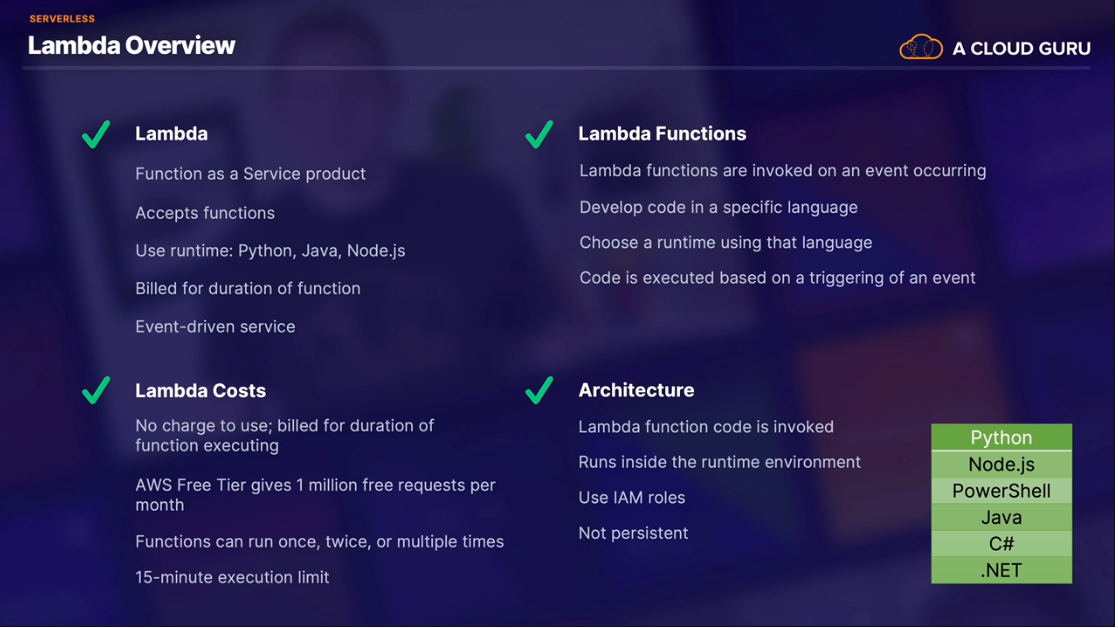 SERVERLESS
Lambda Overview
A CLOUD GURU
Lambda
Function as a Service product
Accepts functions
Use runtime: Python, Java, Node.js
Billed for duration of function
Event-driven service
Lambda Functions
Lambda functions are invoked on an event occurring
Develop code in a specific language
Choose a runtime using that language
Code is executed based on a triggering of an event
Lambda Costs
No charge to use; billed for duration of
function executing
AWS Free Tier gives 1 million free requests per
month
Functions can run once, twice, or multiple times
15-minute execution limit
Architecture
Lambda function code is invoked
Runs inside the runtime environment
Use IAM roles
Not persistent
Python
Node.js
PowerShell
Java
C#
.NET